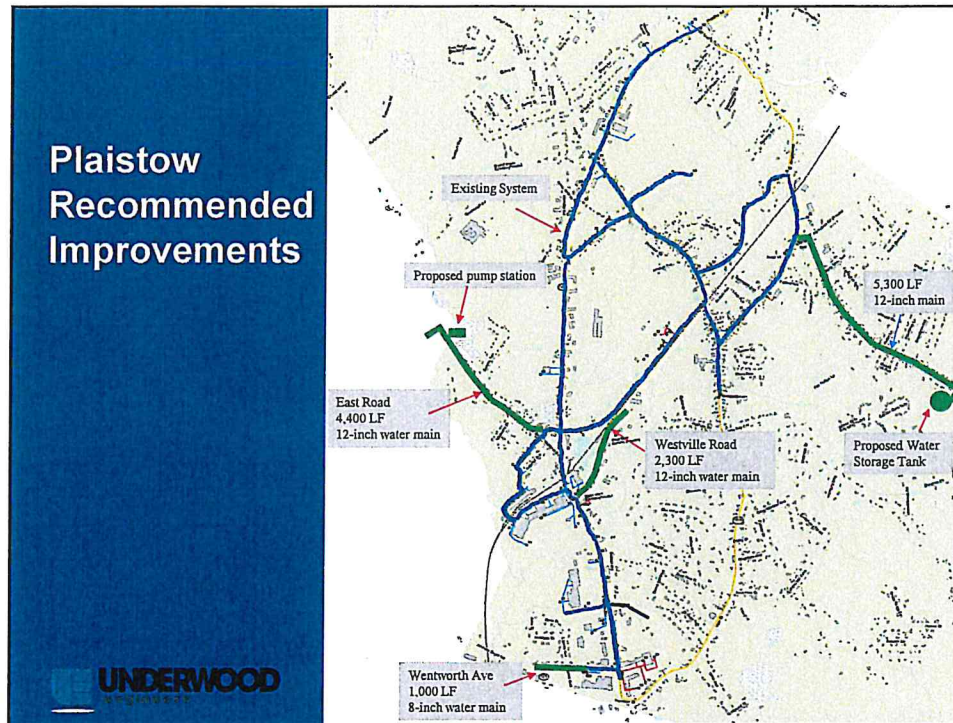 Plaistow
Recommended
Improvements
Existing System
Proposed pump station
5,300 LF
12-inch main
East Road
4,400 LF
12-inch water main
Westville Road
2,300 LF
12-inch water main
Proposed Water
Storage Tank
Wentworth Ave
1,000 LF
8-inch water main
UNDERWOOD
engineers